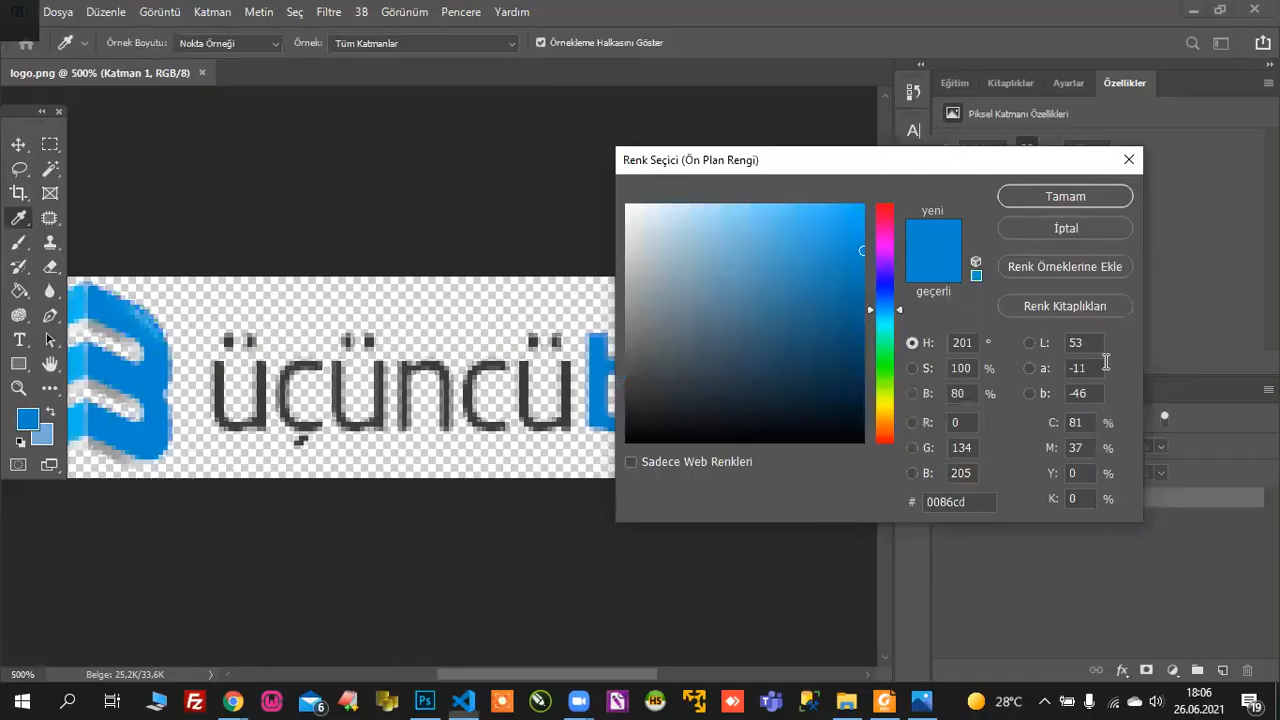 Dosya Düzenle Görüntü Katman Metin Seç Filtre 3B Görünüm Pencere Yardım
Örnek Boyutu: Nokta Örneği Örnek: Tüm Katmanlar Örnekleme Halkasını Göster
logo.png @ 500% (Katman 1, RGB/8)
Eğitim Kitaplıklar Ayarlar Özellikler
Piksel Katmanı Özellikleri
Renk Seçici (Ön Plan Rengi)
Tamam
yeni
İptal
Renk Örneklerine Ekle
geçerli
Renk Kitaplıkları
H: 201 ° L: 53
S: 100 % a: -11
B: 80 % b: -46
R: 0 C: 81 %
G: 134 M: 37 %
B: 205 Y: 0 %
# 0086cd K: 0 %
Sadece Web Renkleri
üçüncü
500% Belge: 25,2K/33,6K
28°C
18:06
26.06.2021
6
19